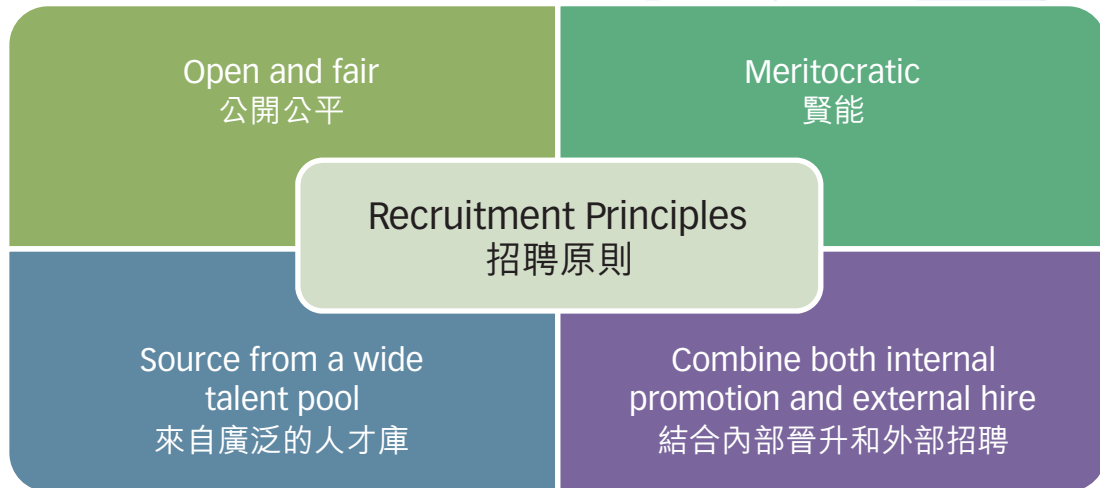 Open and fair
公開公平
Meritocratic
賢能
Recruitment Principles
招聘原則
Source from a wide
talent pool
來自廣泛的人才庫
Combine both internal
promotion and external hire
結合內部晉升和外部招聘